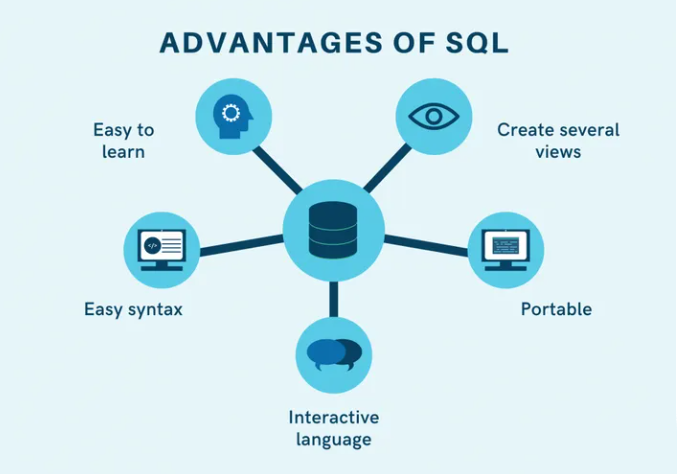 ADVANTAGES OF SQL
Easy to
learn
Create several
views
Easy syntax
Portable
Interactive
language